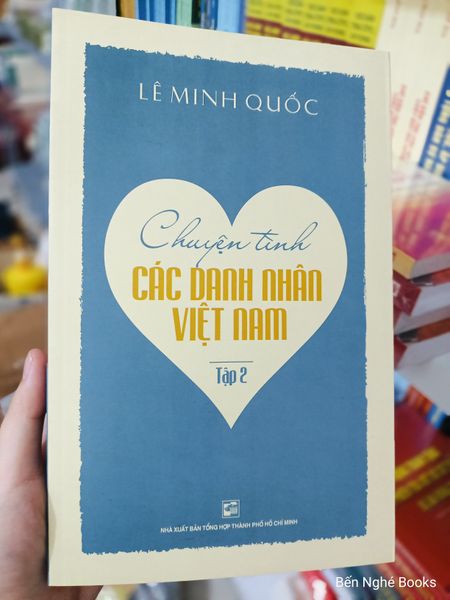 LÊ MINH QUỐC
Chuyện tình
CÁC DANH NHÂN
VIỆT NAM
Tập 2
NHÀ XUẤT BẢN TỔNG HỢP THÀNH PHỐ HỒ CHÍ MINH
Bến Nghé Books